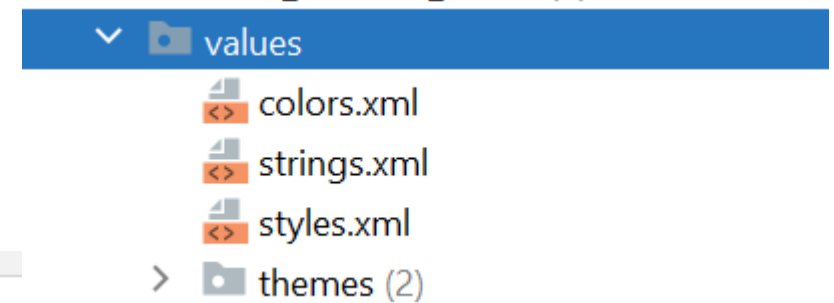 values
colors.xml
strings.xml
styles.xml
themes (2)